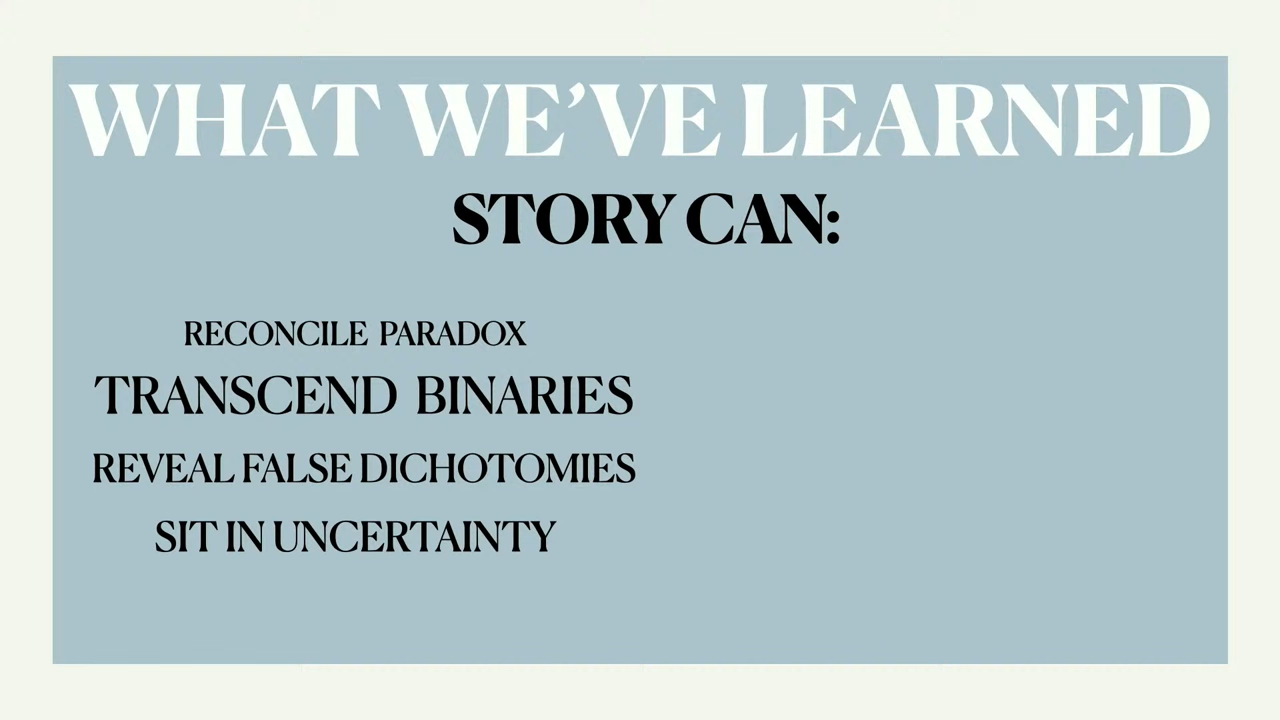 WHAT WE’VE LEARNED
STORY CAN:
RECONCILE PARADOX
TRANSCEND BINARIES
REVEAL FALSE DICHOTOMIES
SIT IN UNCERTAINTY